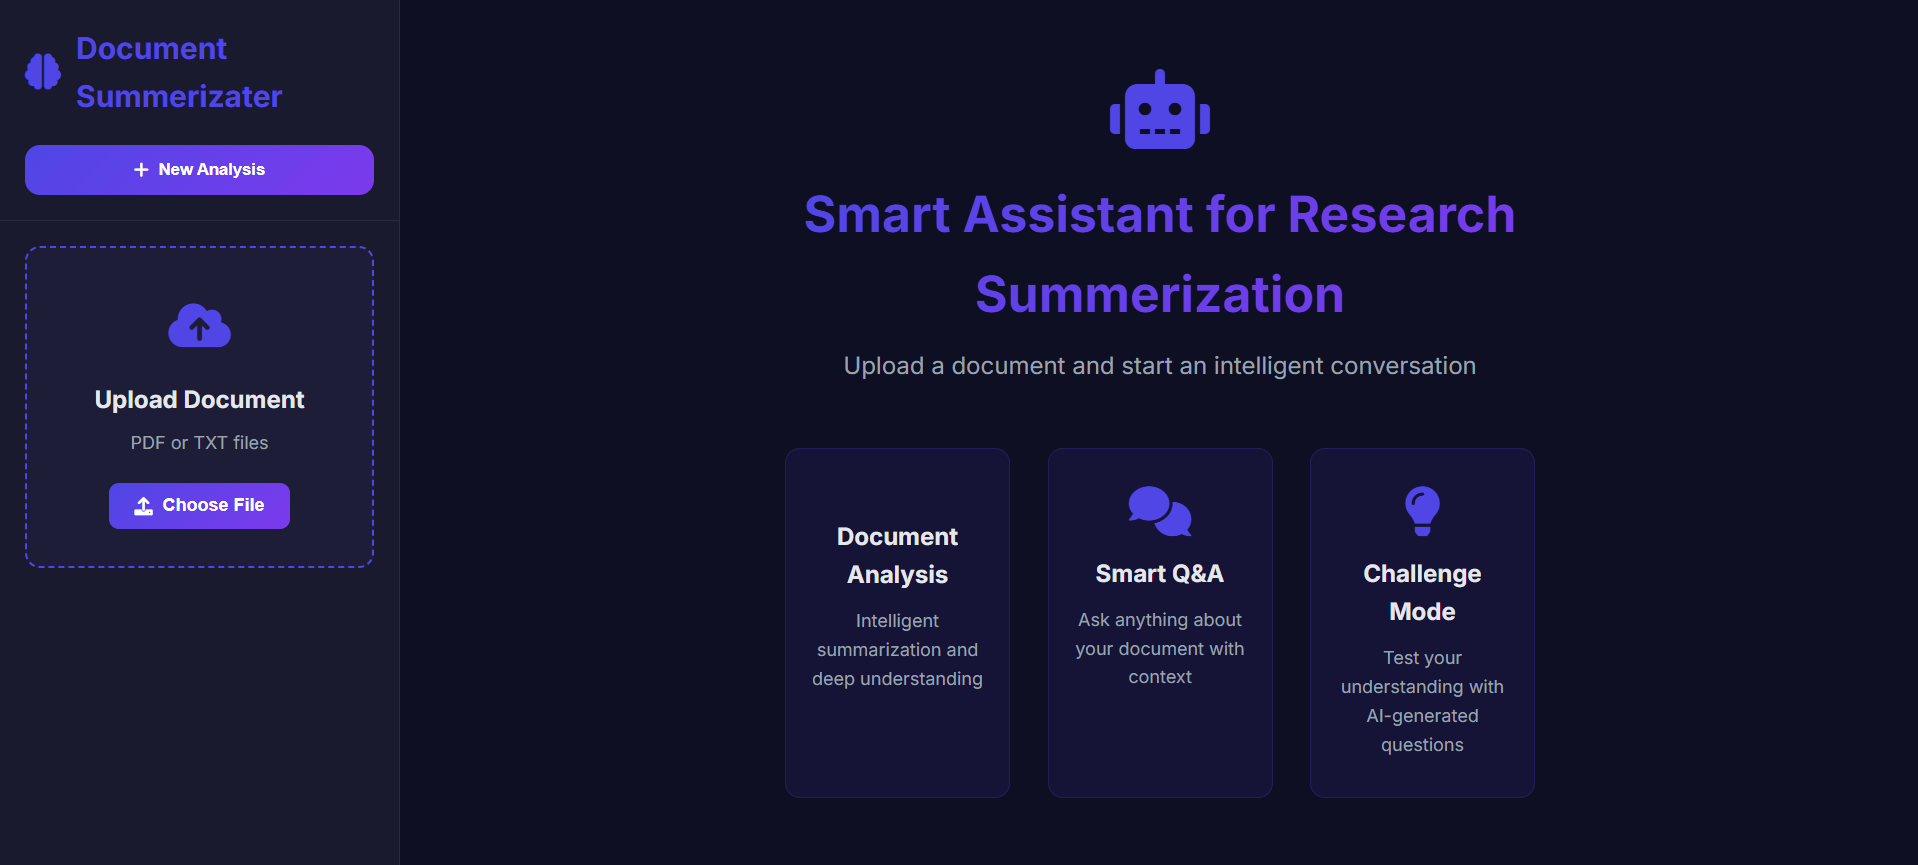 Document
Summerizater
New Analysis
Upload Document
PDF or TXT files
Choose File
Smart Assistant for Research
Summerization
Upload a document and start an intelligent conversation
Document
Analysis
Intelligent
summarization and
deep understanding
Smart Q&A
Ask anything about
your document with
context
Challenge
Mode
Test your
understanding with
AI-generated
questions